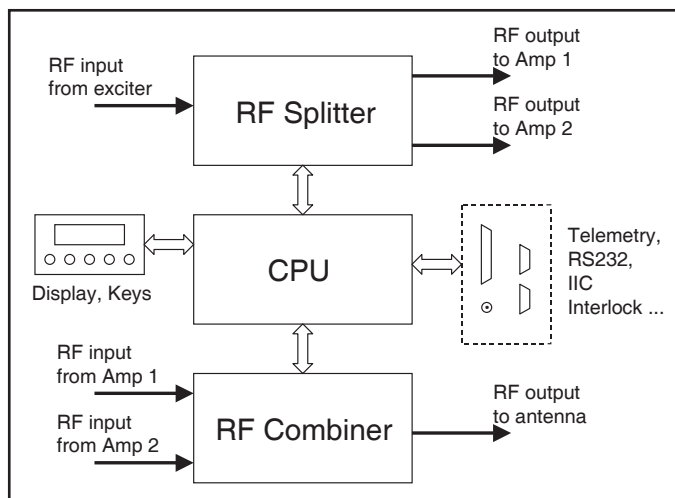 RF input
from exciter
RF Splitter
RF output
to Amp 1
RF output
to Amp 2
Display, Keys
CPU
Telemetry,
RS232,
IIC
Interlock ...
RF input
from Amp 1
RF input
from Amp 2
RF Combiner
RF output
to antenna